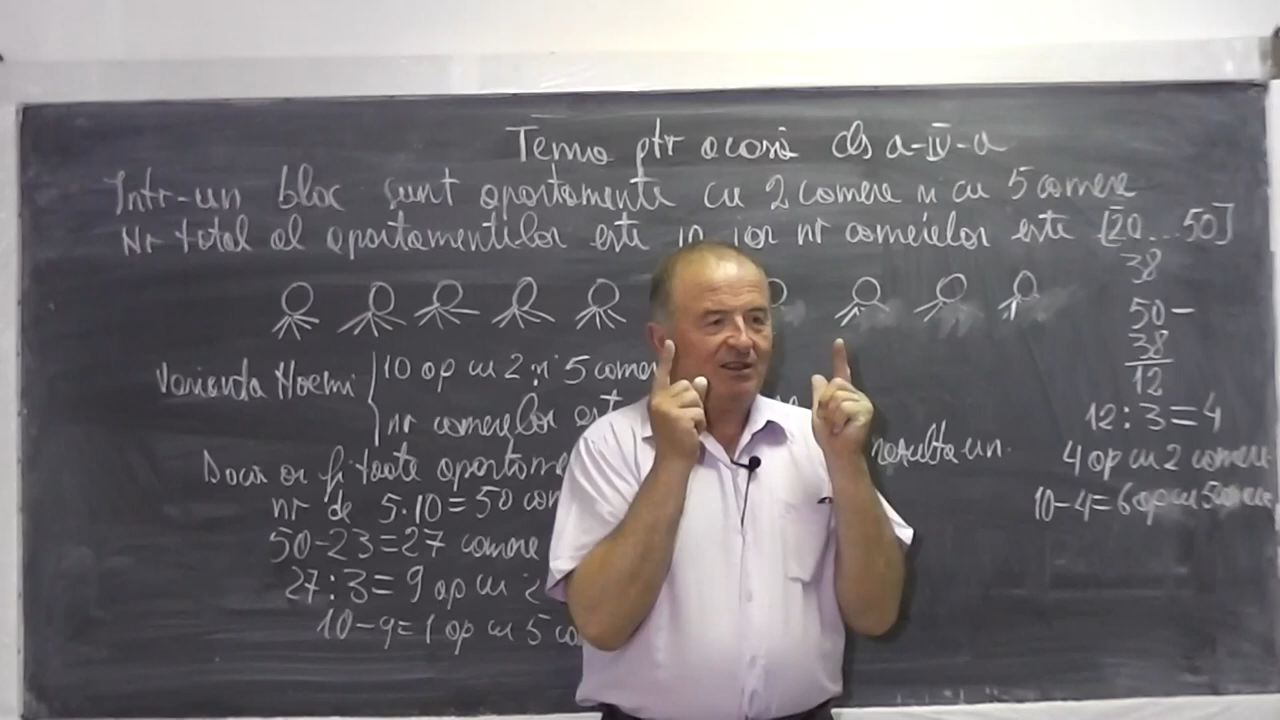 Tema ptr acasă cls a-IV-a
Intr-un bloc sunt apartamente cu 2 camere și cu 5 camere
Nr total al apartamentelor este 10 iar nr camerelor este [20...50]
38
50-
38
12
12:3=4
4 ap cu 2 camere
10-4=6 ap cu 5 camere
Varianta Noemi
10 ap cu 2 și 5 camer
nr camerelor est
Dacă ar fi toate apartame
rezulta un
nr de 5·10=50 cam
50-23=27 camere
27:3=9 ap cu 2
10-9=1 ap cu 5 ca